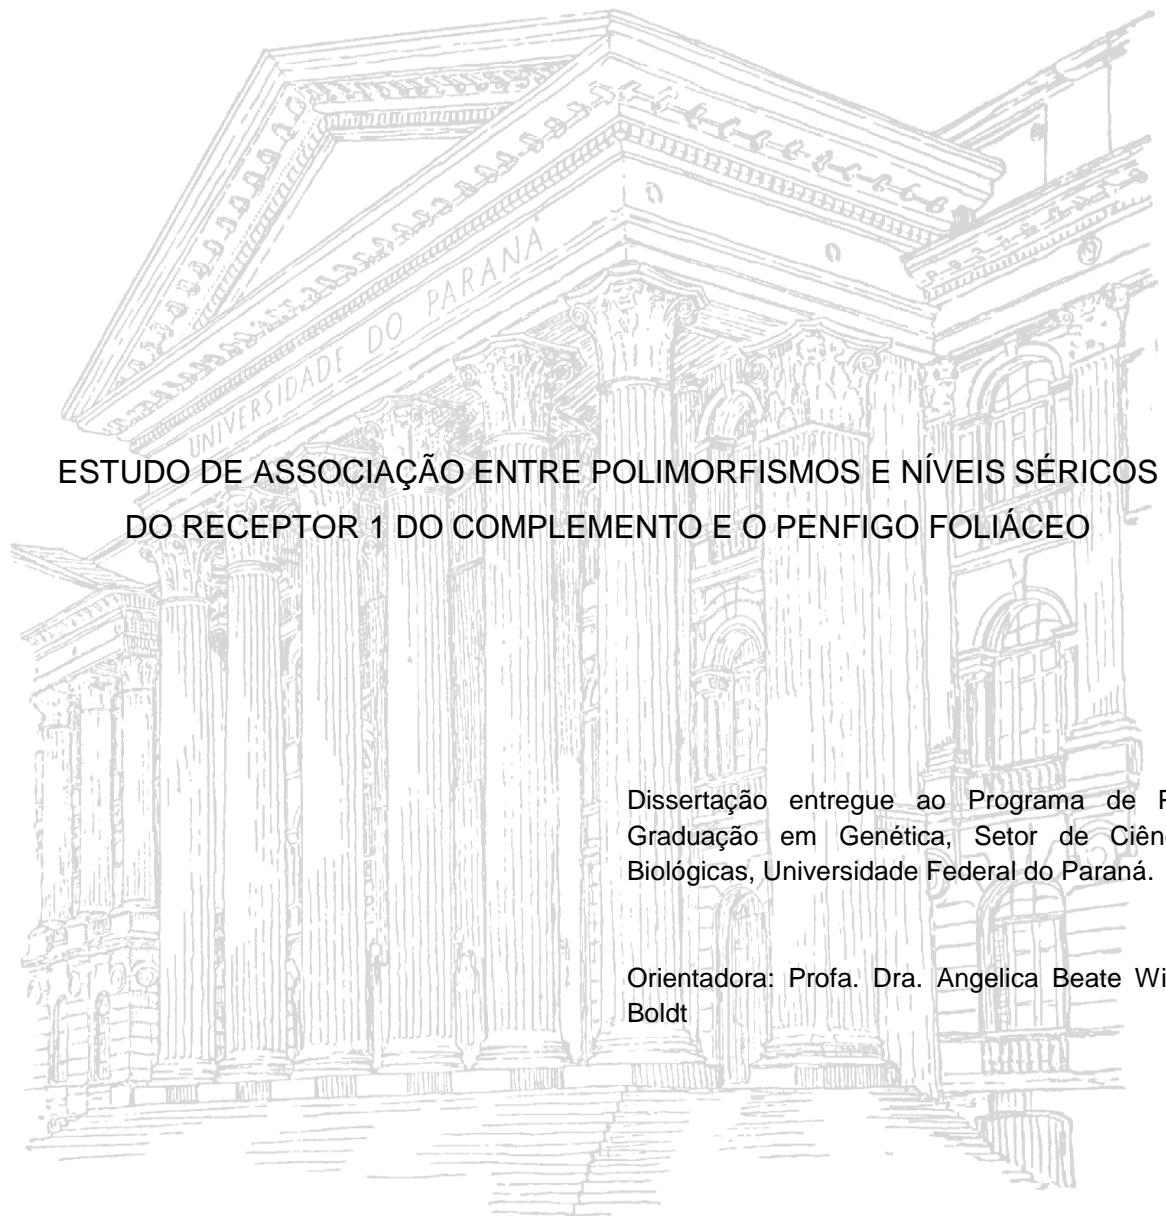 UNIVERSIDADE DO PARANÁ
ESTUDO DE ASSOCIAÇÃO ENTRE POLIMORFISMOS E NÍVEIS SÉRICOS
DO RECEPTOR 1 DO COMPLEMENTO E O PENFIGO FOLIÁCEO
Dissertação entregue ao Programa de
Graduação em Genética, Setor de
Biológicas, Universidade Federal do Paraná.
Orientadora: Profa. Dra. Angelica Beate
Boldt